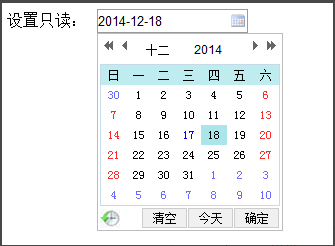 设置只读： 2014-12-18
十二 2014
日 一 二 三 四 五 六
30 1 2 3 4 5 6
7 8 9 10 11 12 13
14 15 16 17 18 19 20
21 22 23 24 25 26 27
28 29 30 31 1 2 3
4 5 6 7 8 9 10
清空 今天 确定